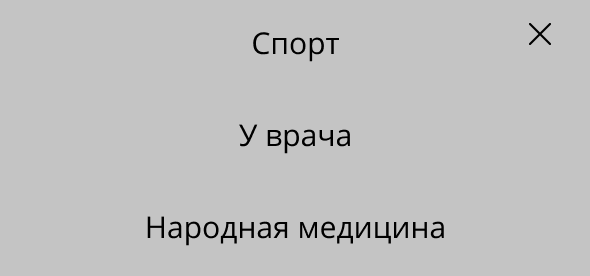 Спорт
У врача
Народная медицина